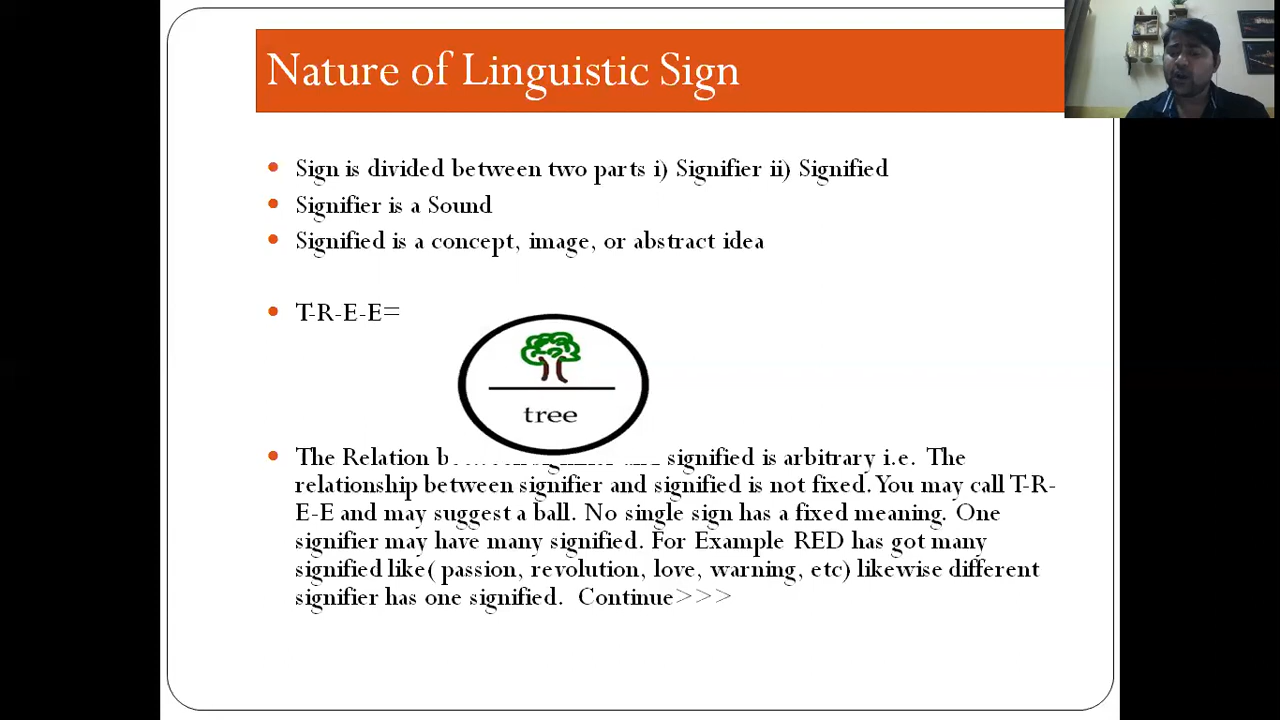 Nature of Linguistic Sign
Sign is divided between two parts i) Signifier ii) Signified
Signifier is a Sound
Signified is a concept, image, or abstract idea
T-R-E-E=
tree
The Relation signified is arbitrary i.e. The
relationship between signifier and signified is not fixed. You may call T-R-
E-E and may suggest a ball. No single sign has a fixed meaning. One
signifier may have many signified. For Example RED has got many
signified like( passion, revolution, love, warning, etc) likewise different
signifier has one signified. Continue>>>